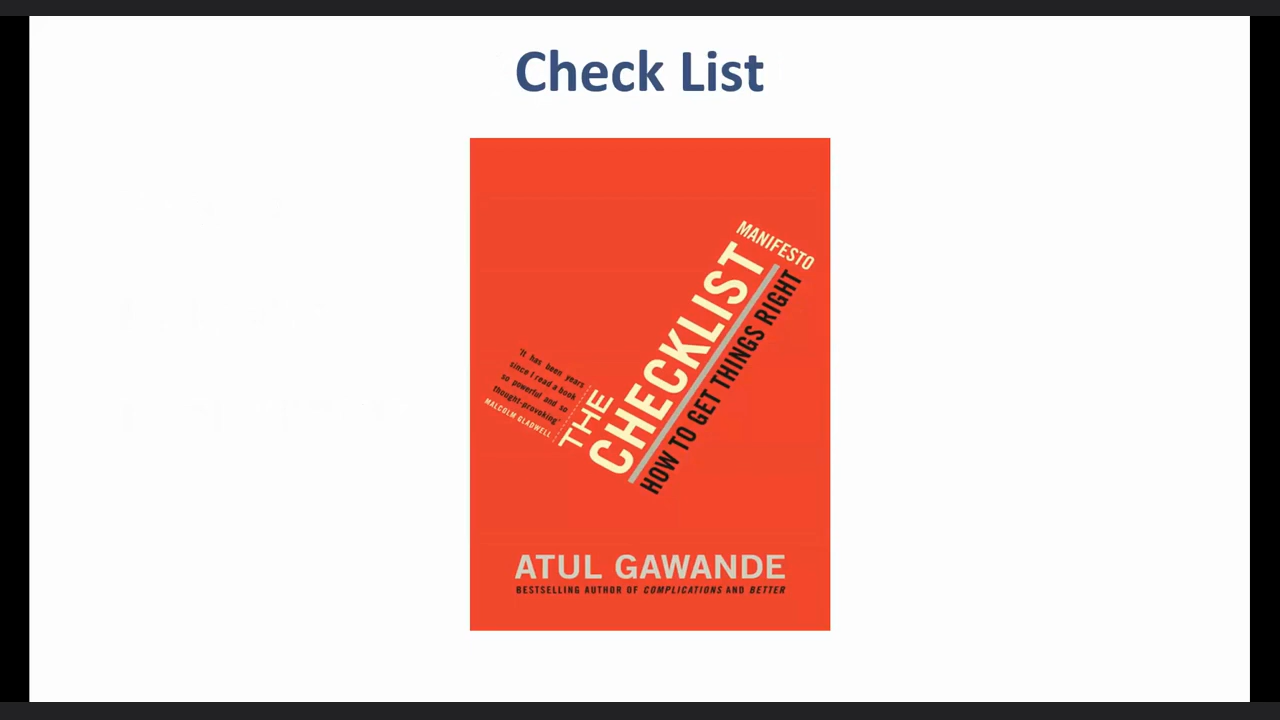 Check List
MANIFESTO
THE
CHECKLIST
HOW TO GET THINGS RIGHT
'It has been years
since I read a book
so powerful and so
thought-provoking'
MALCOLM GLADWELL
ATUL GAWANDE
BESTSELLING AUTHOR OF COMPLICATIONS AND BETTER